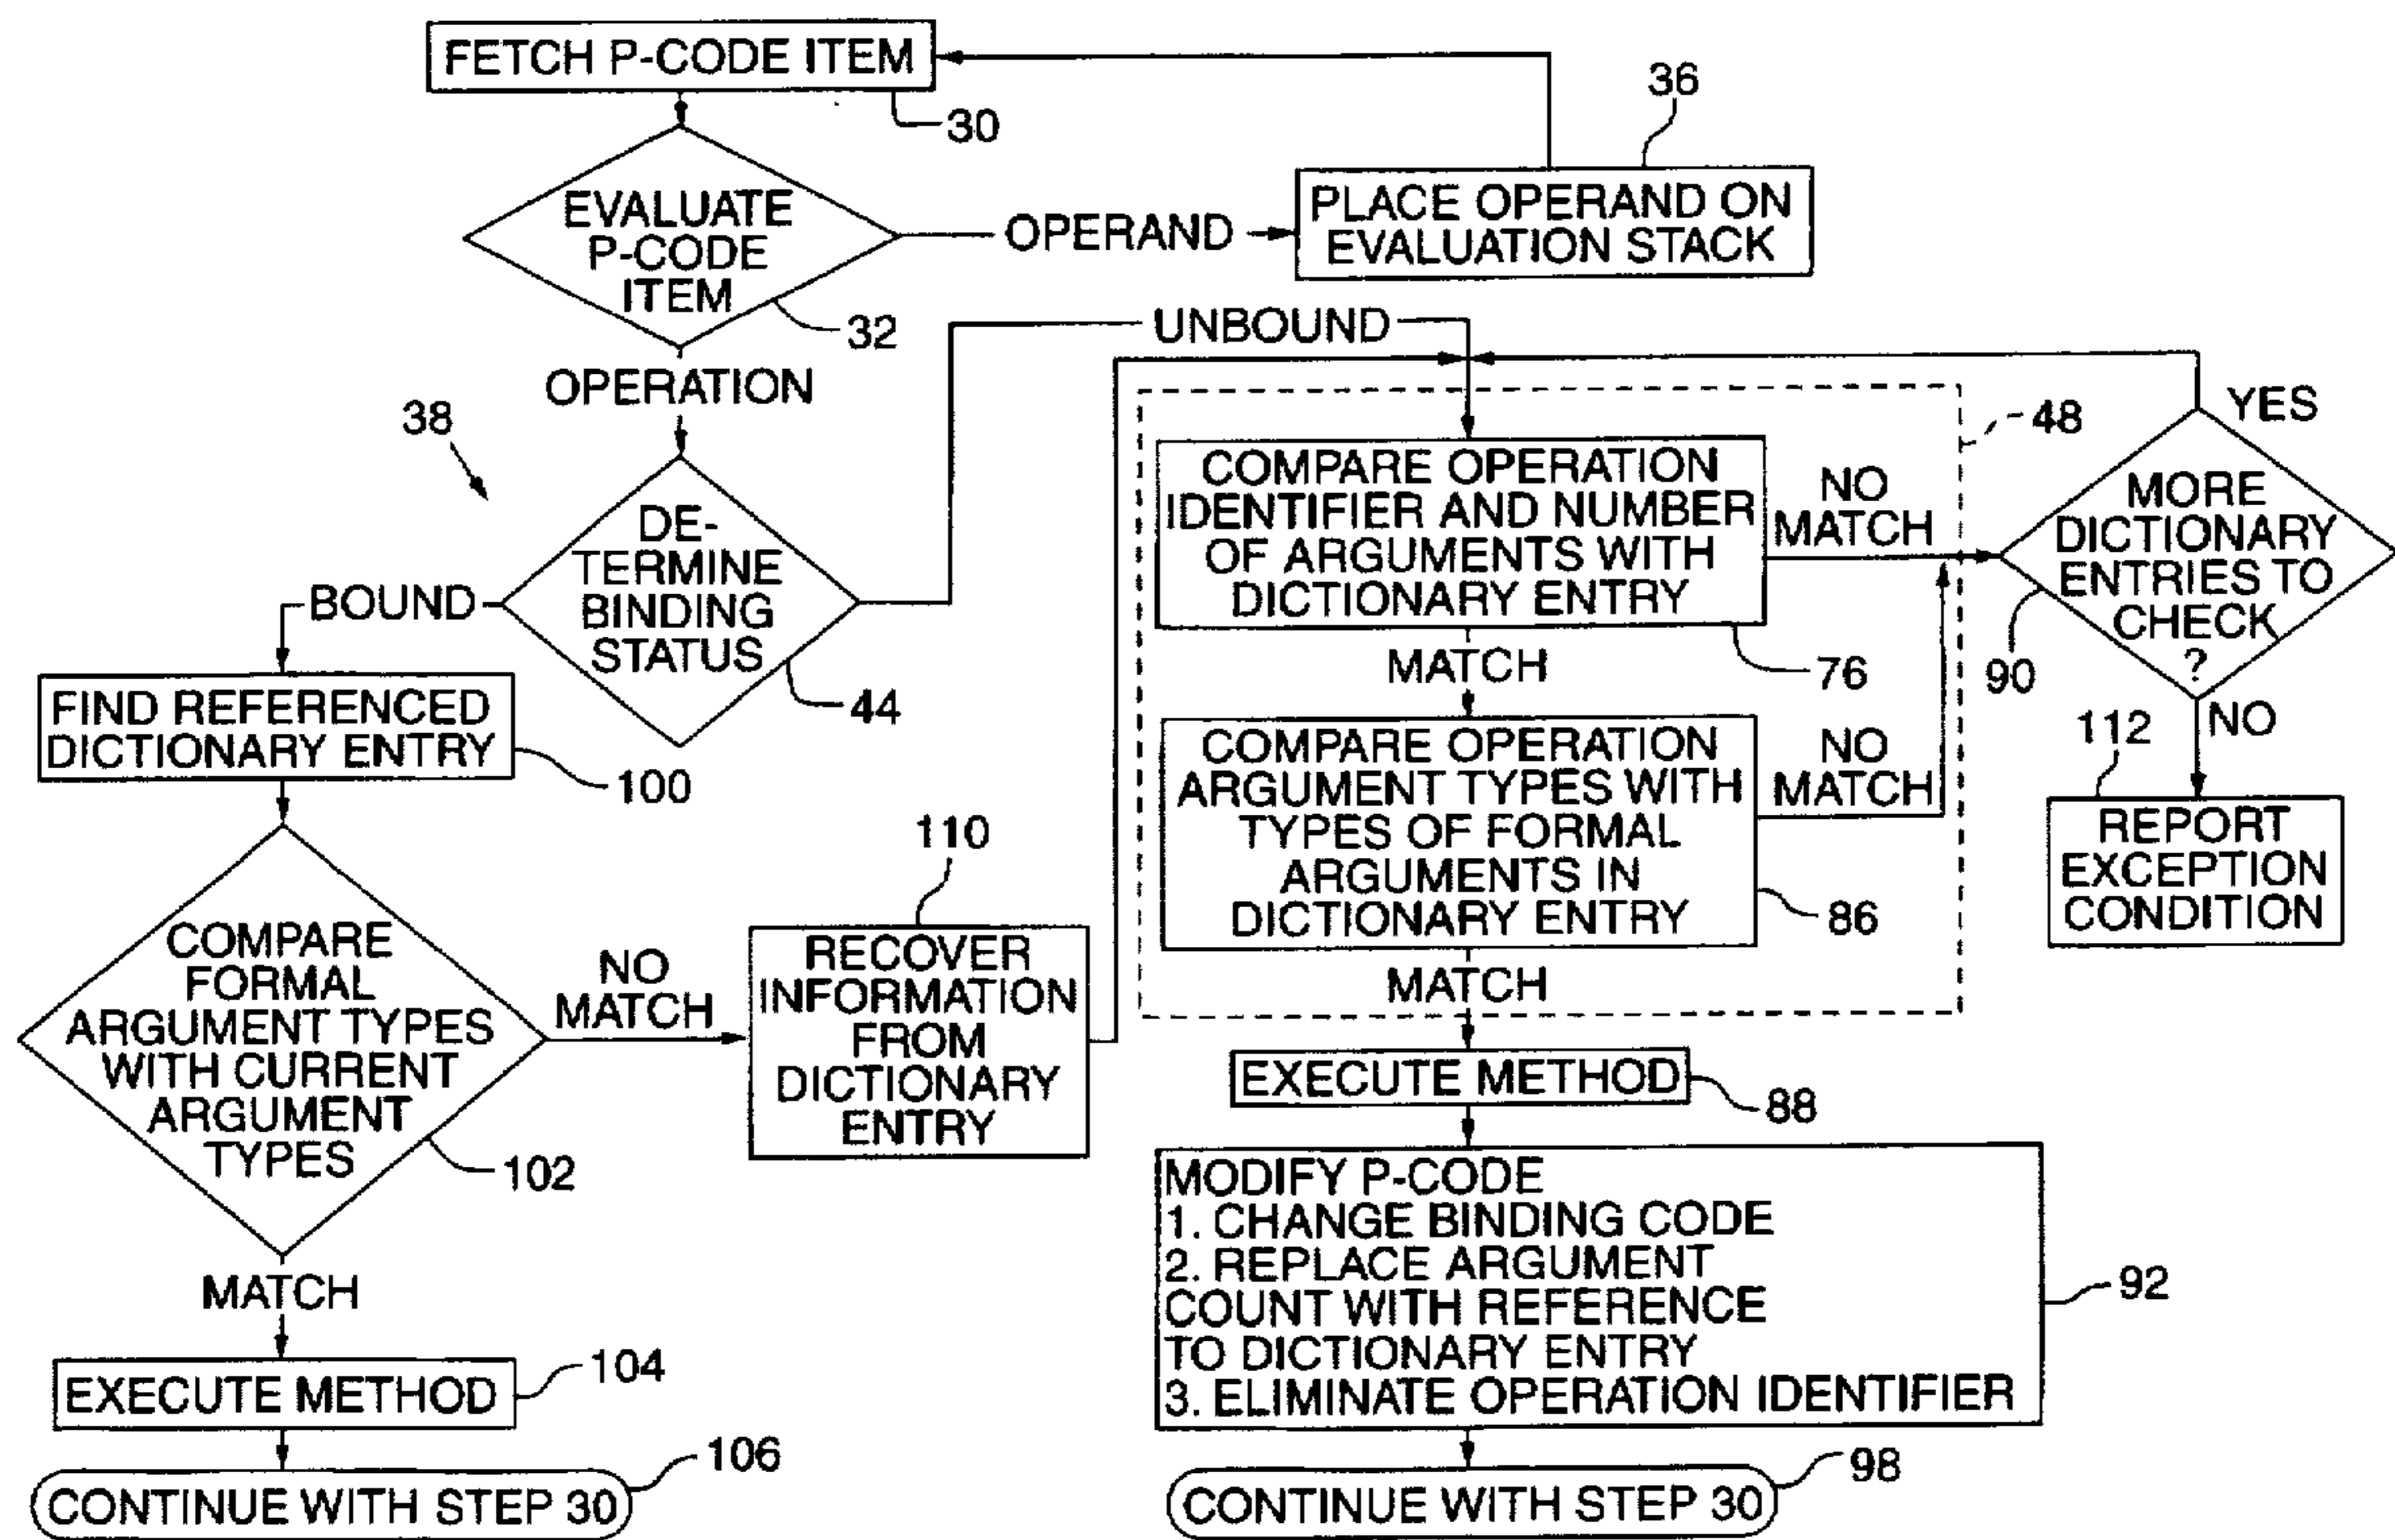 FETCH P-CODE ITEM
30
36
EVALUATE
P-CODE
ITEM
32
OPERAND
PLACE OPERAND ON
EVALUATION STACK
OPERATION
UNBOUND
38
DE-
TERMINE
BINDING
STATUS
44
BOUND
48
COMPARE OPERATION
IDENTIFIER AND NUMBER
OF ARGUMENTS WITH
DICTIONARY ENTRY
76
NO
MATCH
YES
MORE
DICTIONARY
ENTRIES TO
CHECK
?
90
NO
112
REPORT
EXCEPTION
CONDITION
MATCH
COMPARE OPERATION
ARGUMENT TYPES WITH
TYPES OF FORMAL
ARGUMENTS IN
DICTIONARY ENTRY
86
NO
MATCH
MATCH
FIND REFERENCED
DICTIONARY ENTRY
100
COMPARE
FORMAL
ARGUMENT TYPES
WITH CURRENT
ARGUMENT
TYPES
102
NO
MATCH
110
RECOVER
INFORMATION
FROM
DICTIONARY
ENTRY
EXECUTE METHOD
88
MODIFY P-CODE
1. CHANGE BINDING CODE
2. REPLACE ARGUMENT
COUNT WITH REFERENCE
TO DICTIONARY ENTRY
3. ELIMINATE OPERATION IDENTIFIER
92
MATCH
EXECUTE METHOD
104
CONTINUE WITH STEP 30
106
CONTINUE WITH STEP 30
98